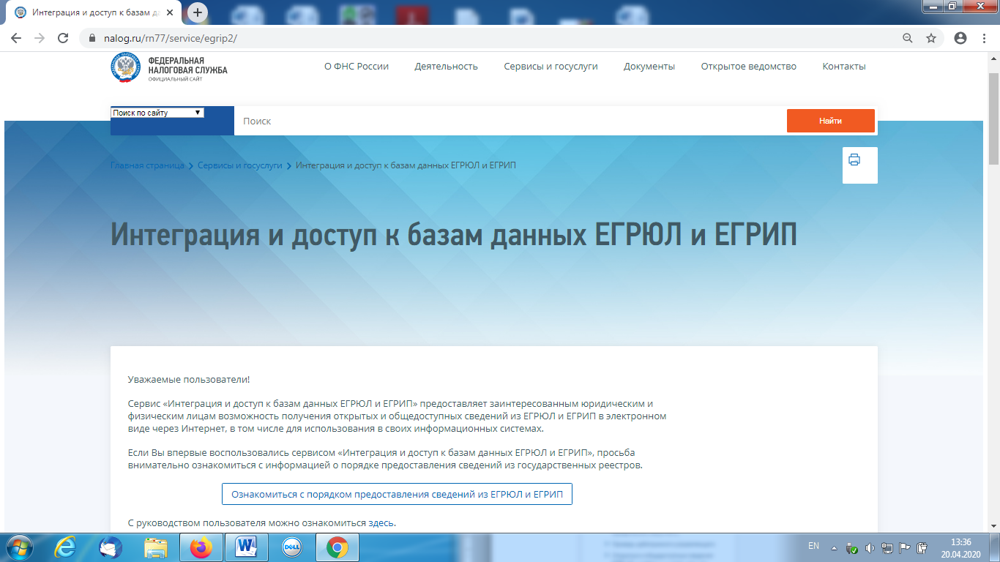 Интеграция и доступ к базам да
nalog.ru/rn77/service/egrip2/
ФЕДЕРАЛЬНАЯ
НАЛОГОВАЯ СЛУЖБА
ОФИЦИАЛЬНЫЙ САЙТ
О ФНС России
Деятельность
Сервисы и госуслуги
Документы
Открытое ведомство
Контакты
Поиск по сайту
Поиск
Найти
Главная страница
Сервисы и госуслуги
Интеграция и доступ к базам данных ЕГРЮЛ и ЕГРИП
Интеграция и доступ к базам данных ЕГРЮЛ и ЕГРИП
Уважаемые пользователи!
Сервис «Интеграция и доступ к базам данных ЕГРЮЛ и ЕГРИП» предоставляет заинтересованным юридическим и
физическим лицам возможность получения открытых и общедоступных сведений из ЕГРЮЛ и ЕГРИП в электронном
виде через Интернет, в том числе для использования в своих информационных системах.
Если Вы впервые воспользовались сервисом «Интеграция и доступ к базам данных ЕГРЮЛ и ЕГРИП», просьба
внимательно ознакомиться с информацией о порядке предоставления сведений из государственных реестров.
Ознакомиться с порядком предоставления сведений из ЕГРЮЛ и ЕГРИП
С руководством пользователя можно ознакомиться здесь.
DELL
EN
13:36
20.04.2020